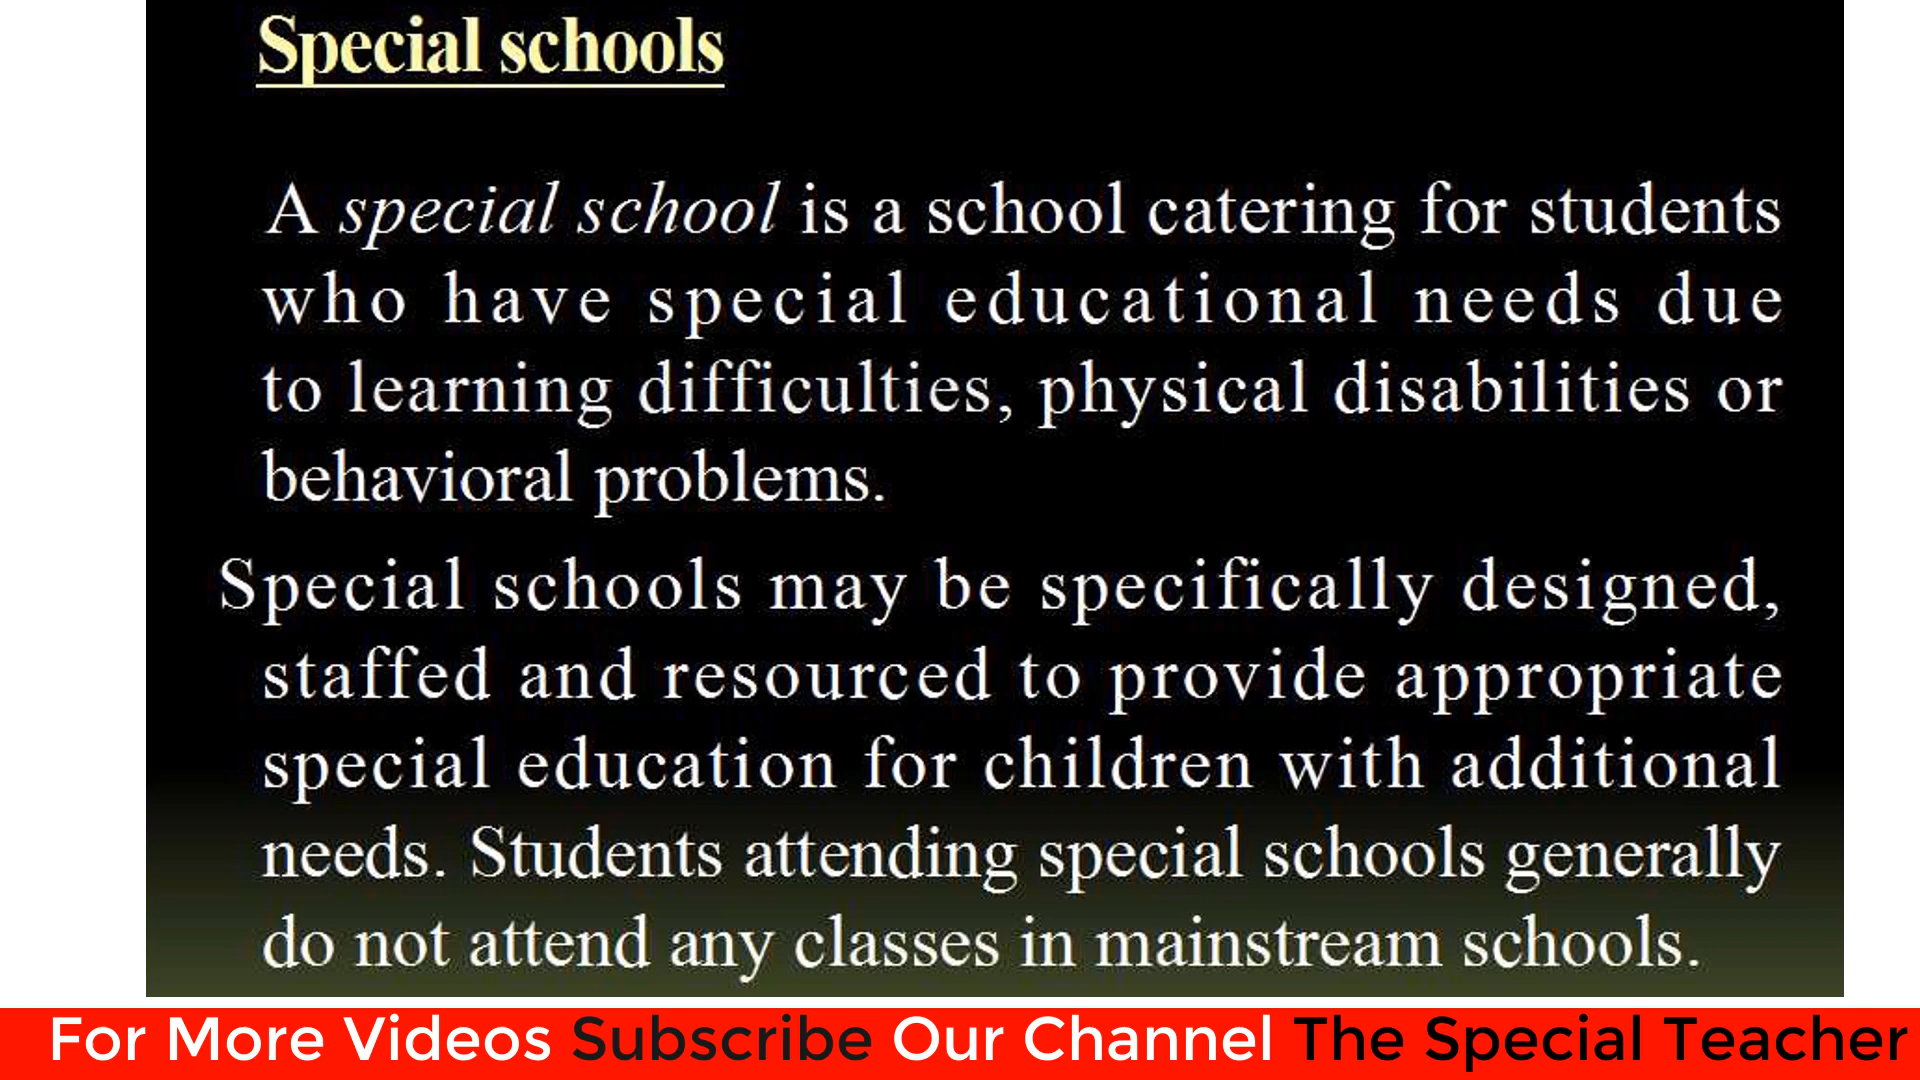 Special schools
A special school is a school catering for students
who have special educational needs due
to learning difficulties, physical disabilities or
behavioral problems.
Special schools may be specifically designed,
staffed and resourced to provide appropriate
special education for children with additional
needs. Students attending special schools generally
do not attend any classes in mainstream schools.
For More Videos Subscribe Our Channel The Special Teacher